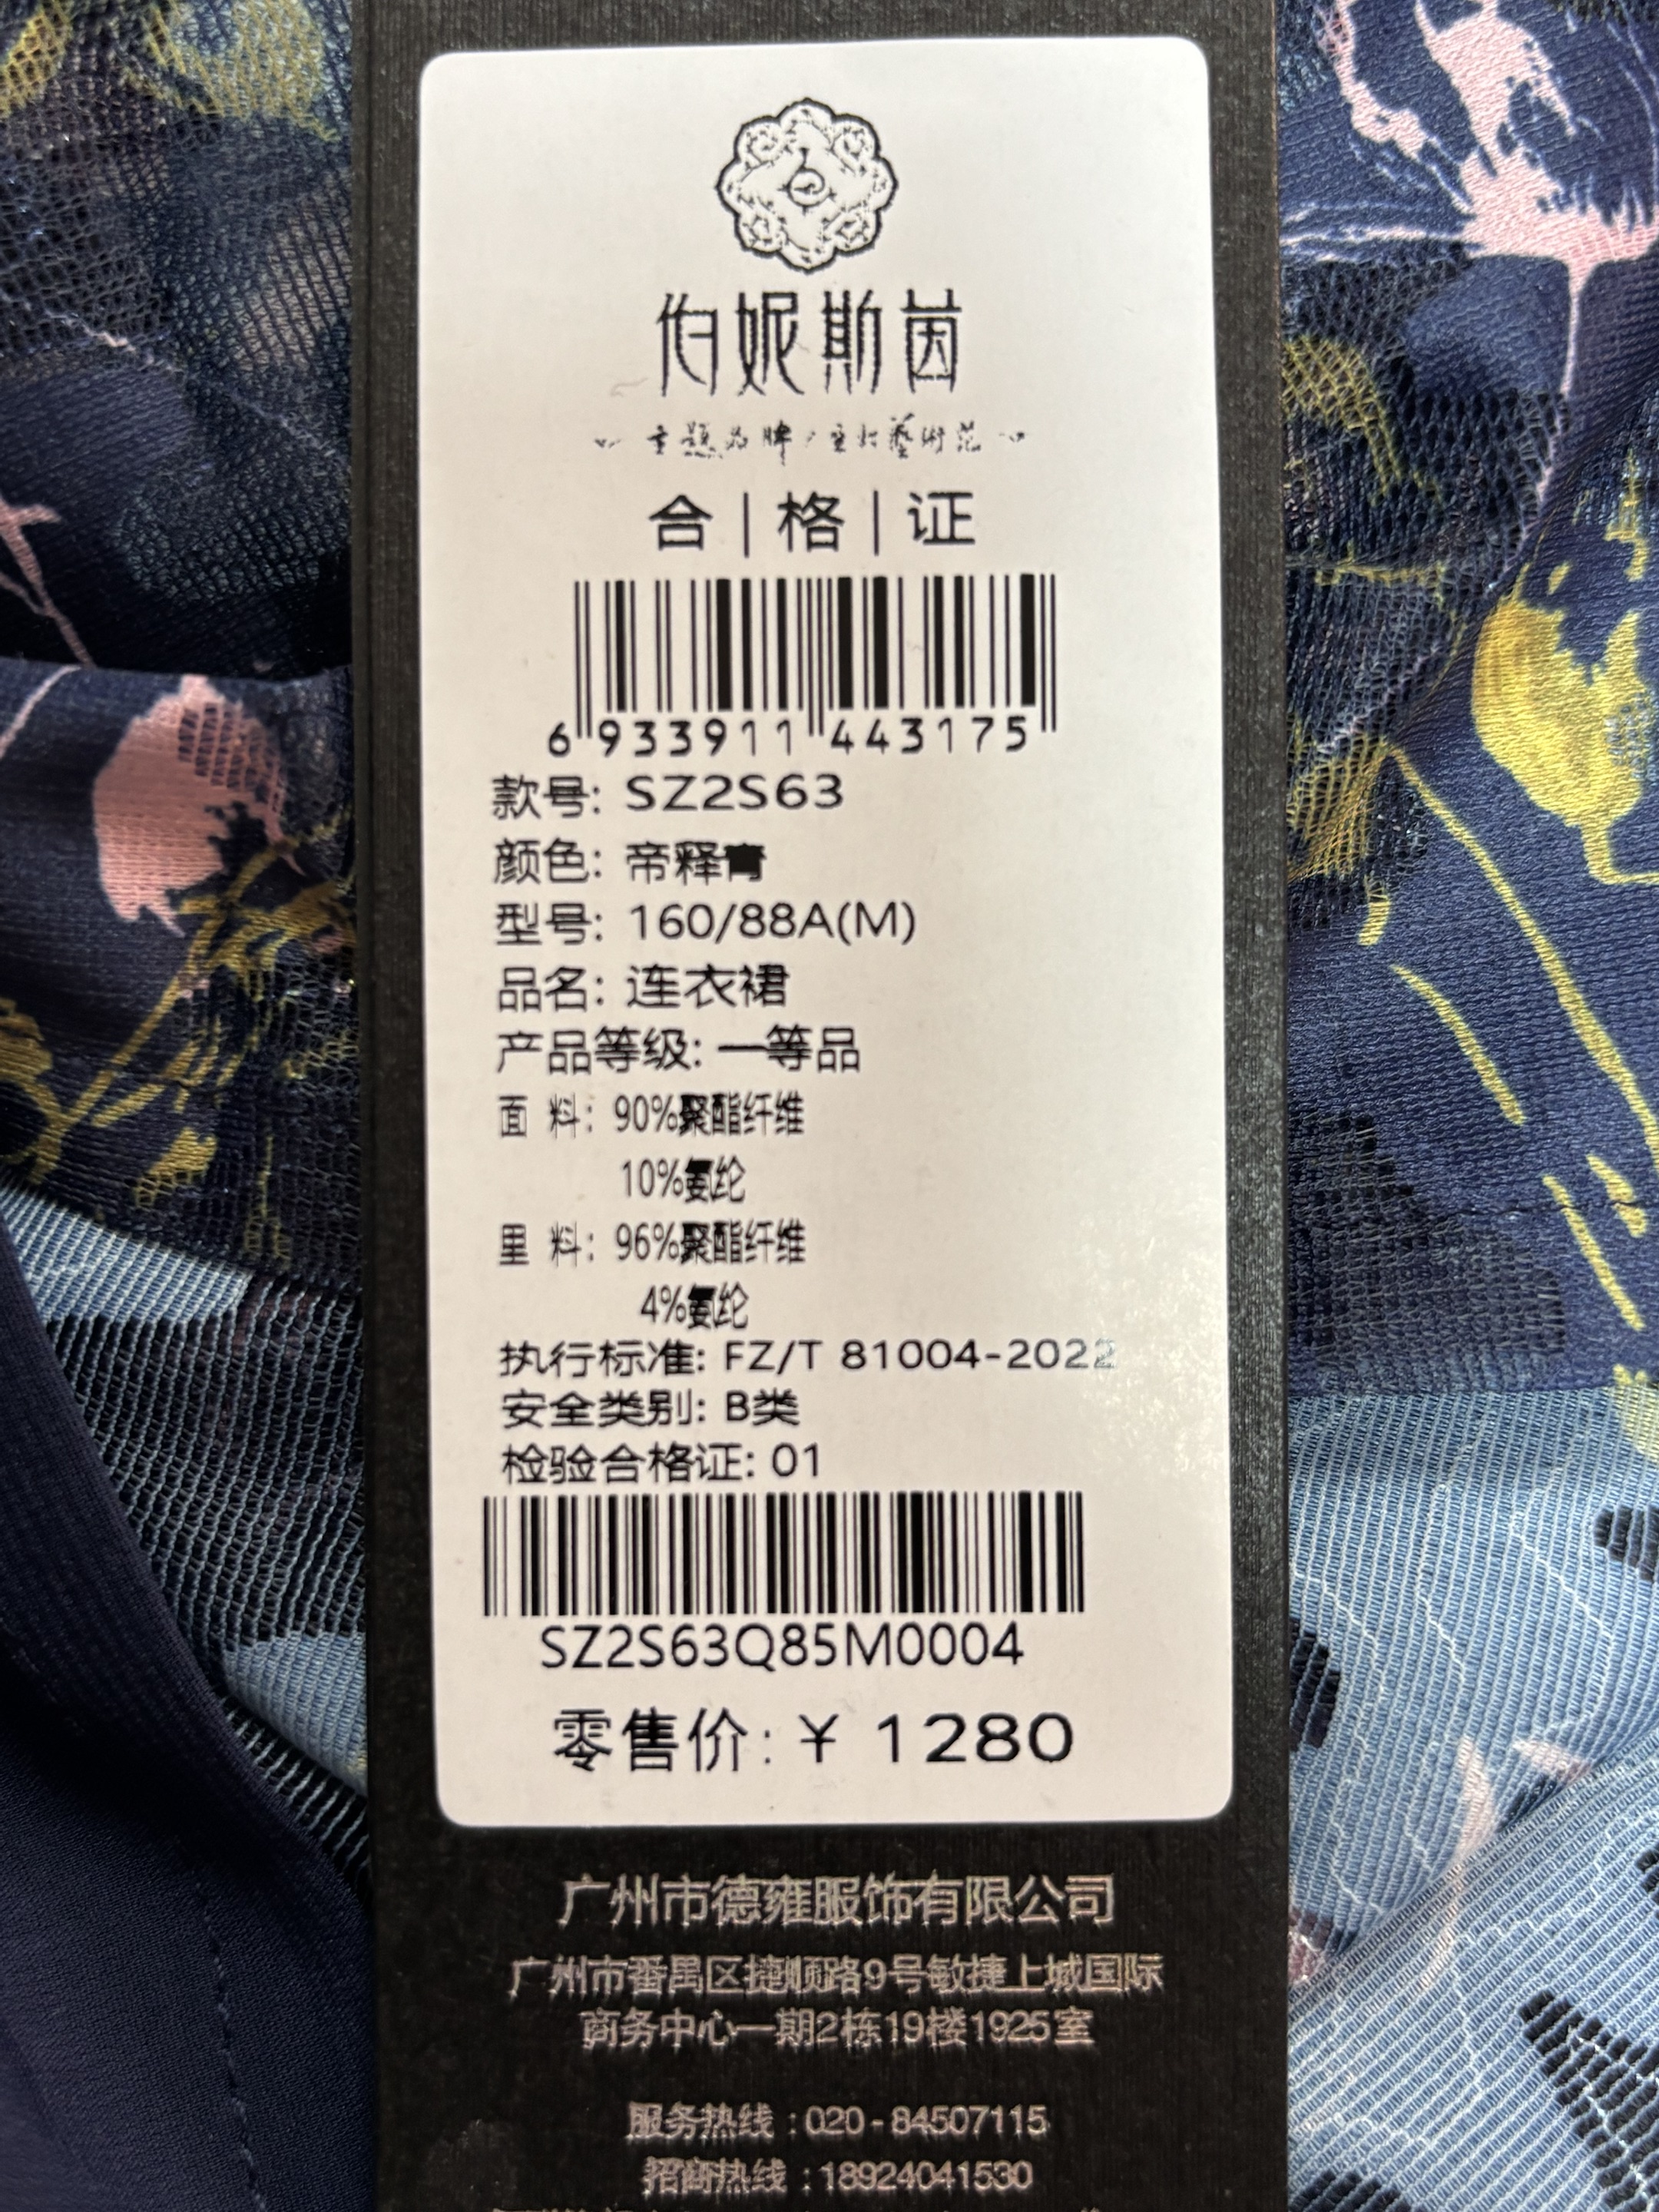 伯妮斯茵
合|格|证
6 933911 443175
款号: SZ2S63
颜色: 帝释青
型号: 160/88A(M)
品名: 连衣裙
产品等级: 一等品
面 料: 90%聚酯纤维
10%氨纶
里 料: 96%聚酯纤维
4%氨纶
执行标准: FZ/T 81004-2022
安全类别: B类
检验合格证: 01
SZ2S63Q85M0004
零售价: ¥ 1280
广州市德雍服饰有限公司
广州市番禺区捷顺路9号敏捷上城国际
商务中心一期2栋19楼1925室
服务热线 : 020-84507115
招商热线 : 18924041530